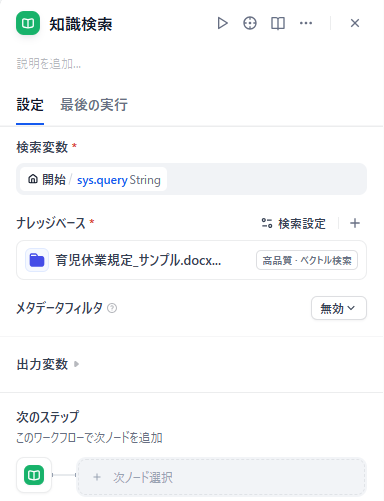 知識検索
説明を追加...
設定 最後の実行
検索変数 *
開始 / sys.query String
ナレッジベース * 検索設定
育児休業規定_サンプル.docx... 高品質・ベクトル検索
メタデータフィルタ 無効
出力変数
次のステップ
このワークフローで次ノードを追加
次ノード選択